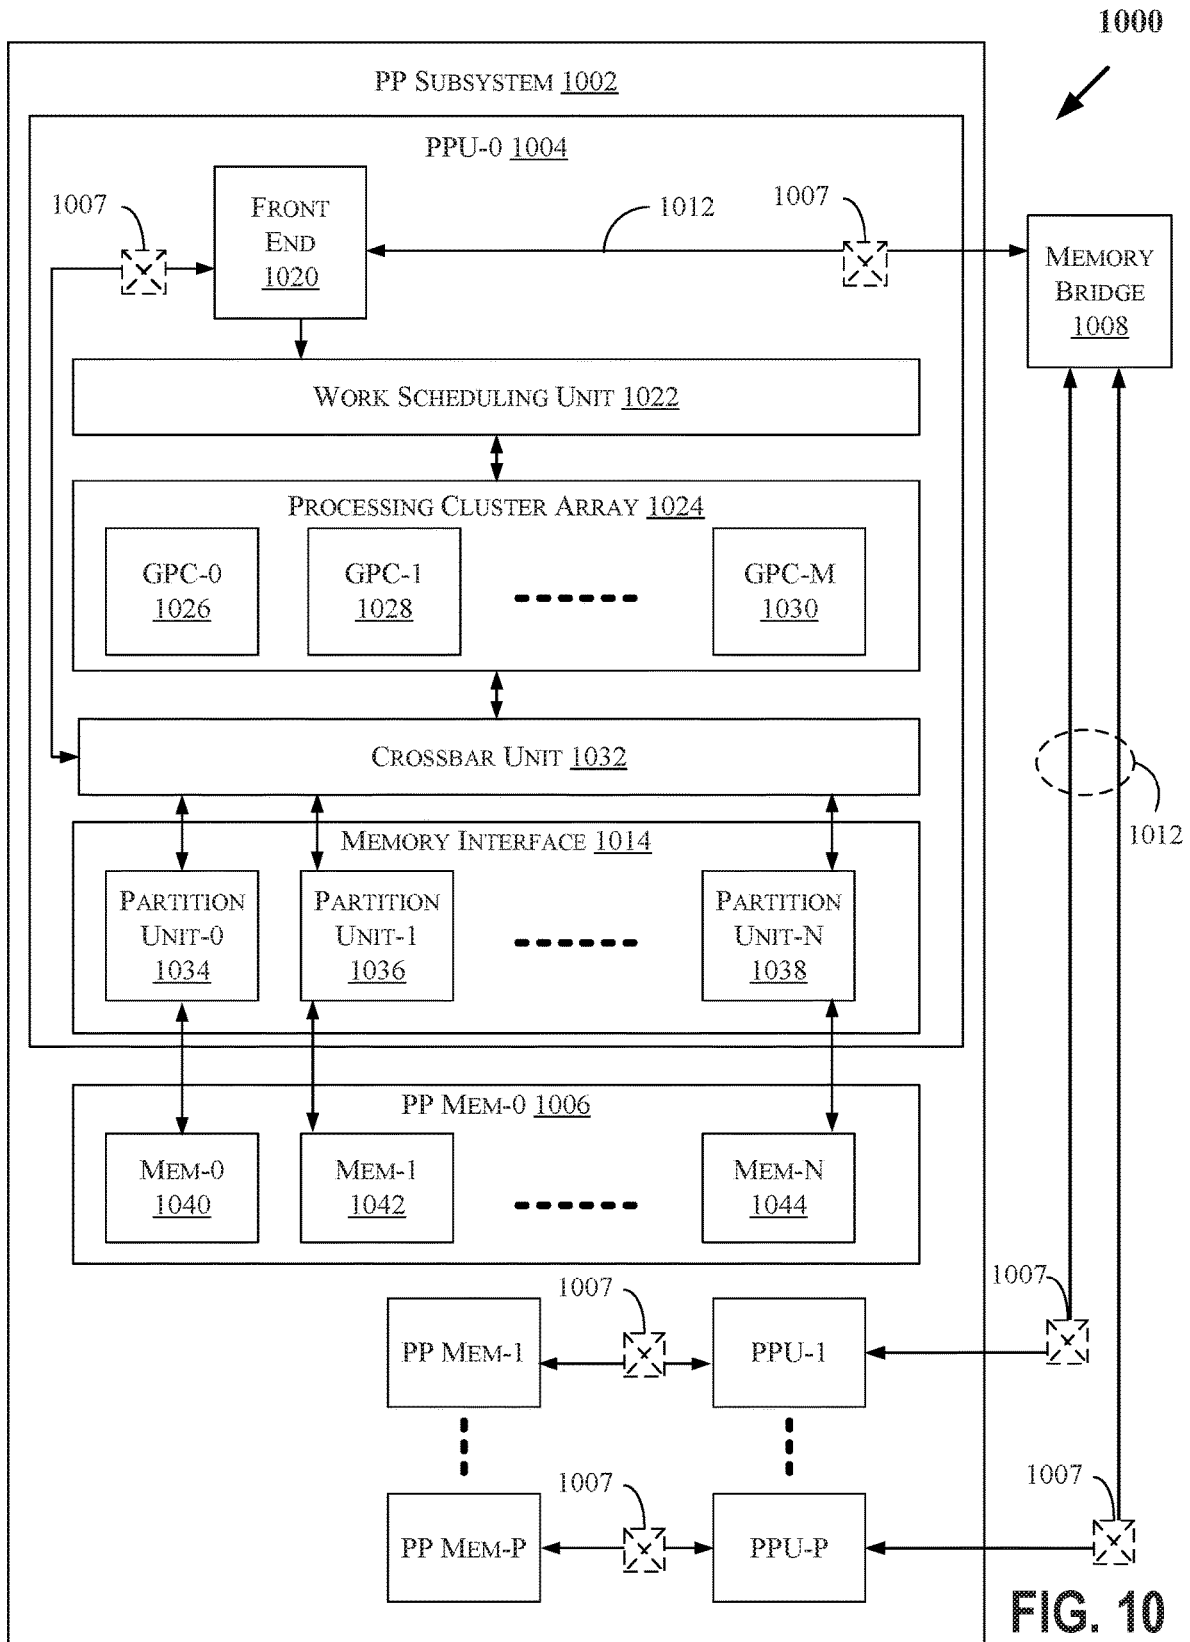 1000
PP SUBSYSTEM 1002
PPU-0 1004
1007
FRONT
END
1020
1012
1007
MEMORY
BRIDGE
1008
WORK SCHEDULING UNIT 1022
PROCESSING CLUSTER ARRAY 1024
GPC-0
1026
GPC-1
1028
GPC-M
1030
CROSSBAR UNIT 1032
1012
MEMORY INTERFACE 1014
PARTITION
UNIT-0
1034
PARTITION
UNIT-1
1036
PARTITION
UNIT-N
1038
PP MEM-0 1006
MEM-0
1040
MEM-1
1042
MEM-N
1044
1007
1007
PP MEM-1
PPU-1
1007
1007
PP MEM-P
PPU-P
FIG. 10